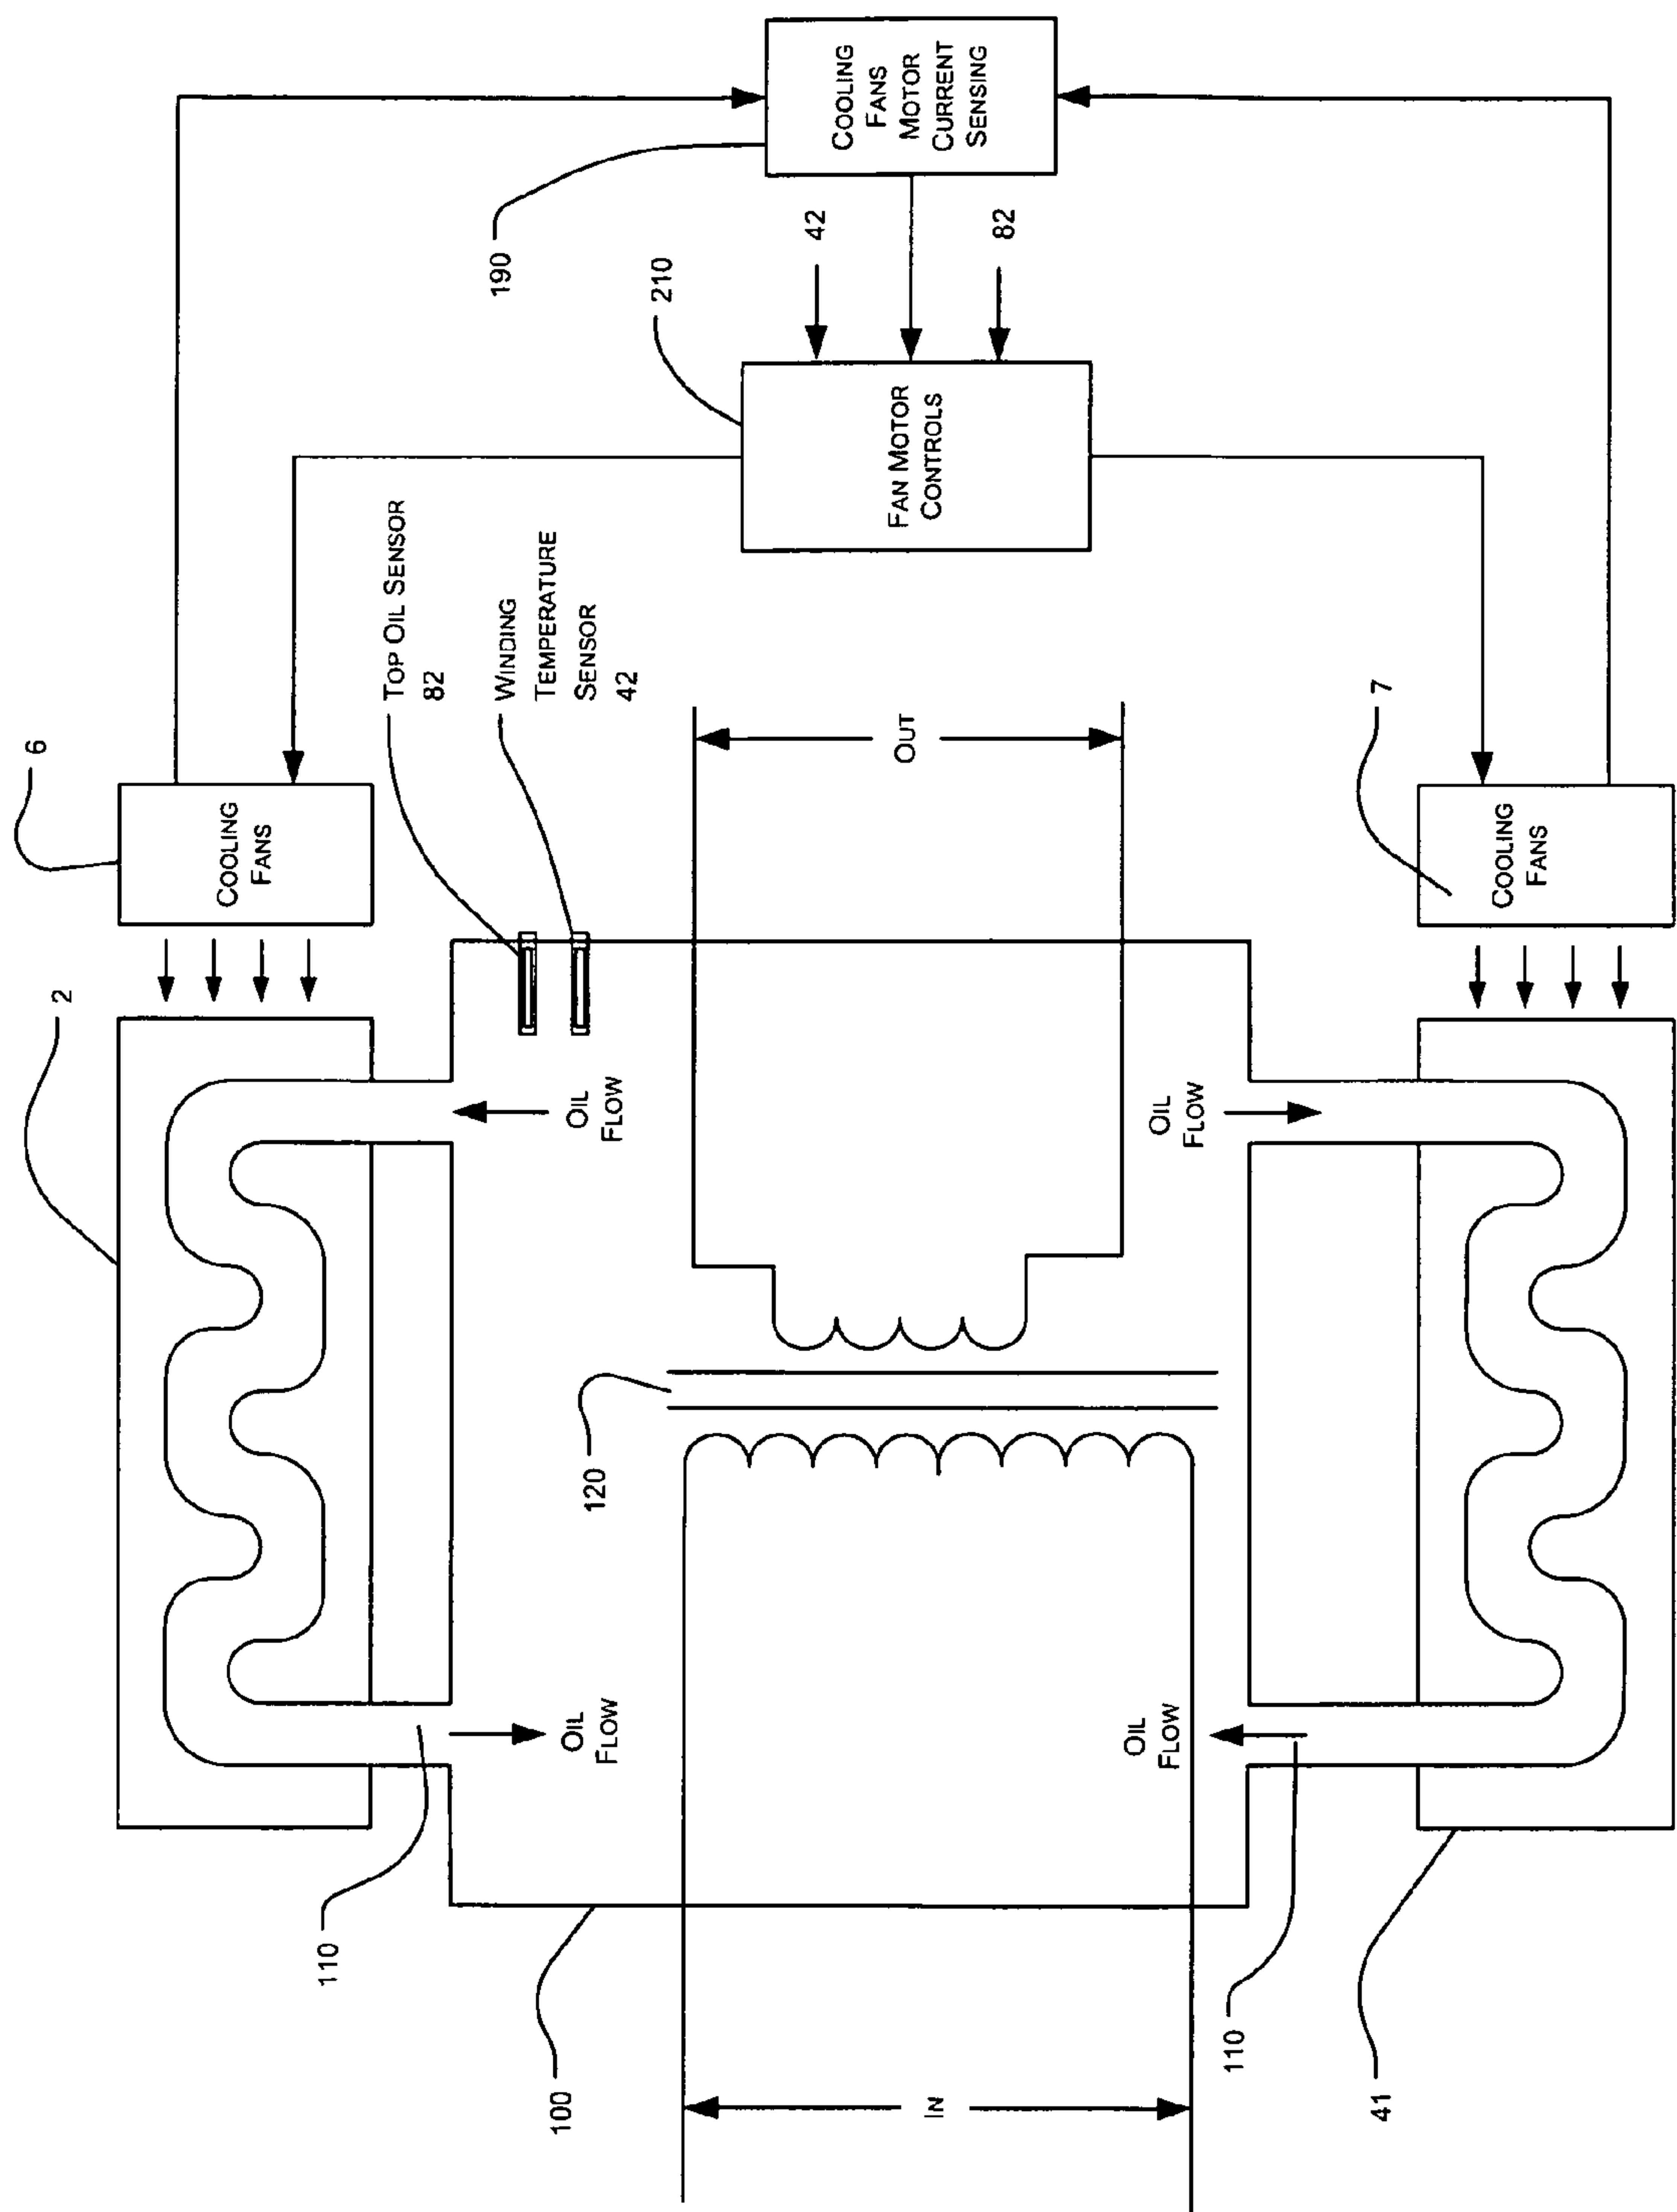 COOLING
FANS
MOTOR
CURRENT
SENSING
190
42
82
210
FAN MOTOR
CONTROLS
TOP OIL SENSOR
82
WINDING
TEMPERATURE
SENSOR
42
6
COOLING
FANS
7
COOLING
FANS
OUT
2
OIL
FLOW
OIL
FLOW
120
OIL
FLOW
OIL
FLOW
110
100
IN
110
41